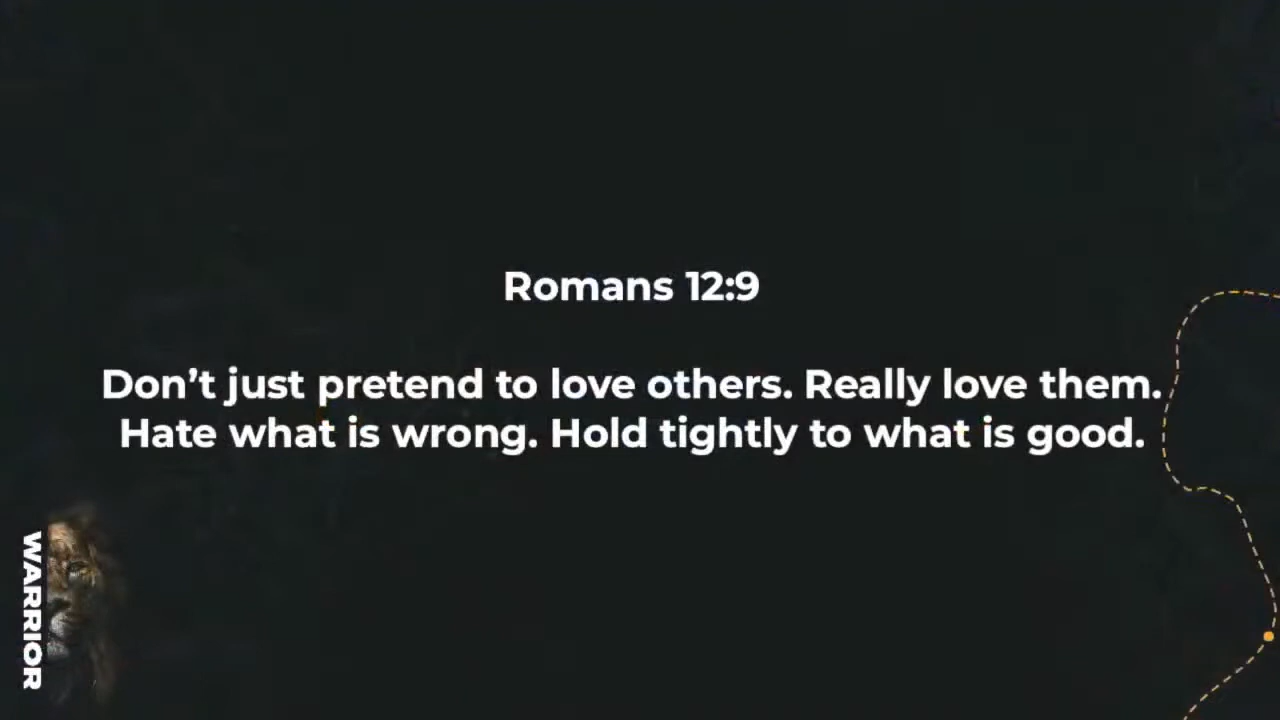 Romans 12:9
Don’t just pretend to love others. Really love them.
Hate what is wrong. Hold tightly to what is good.
WARRIOR